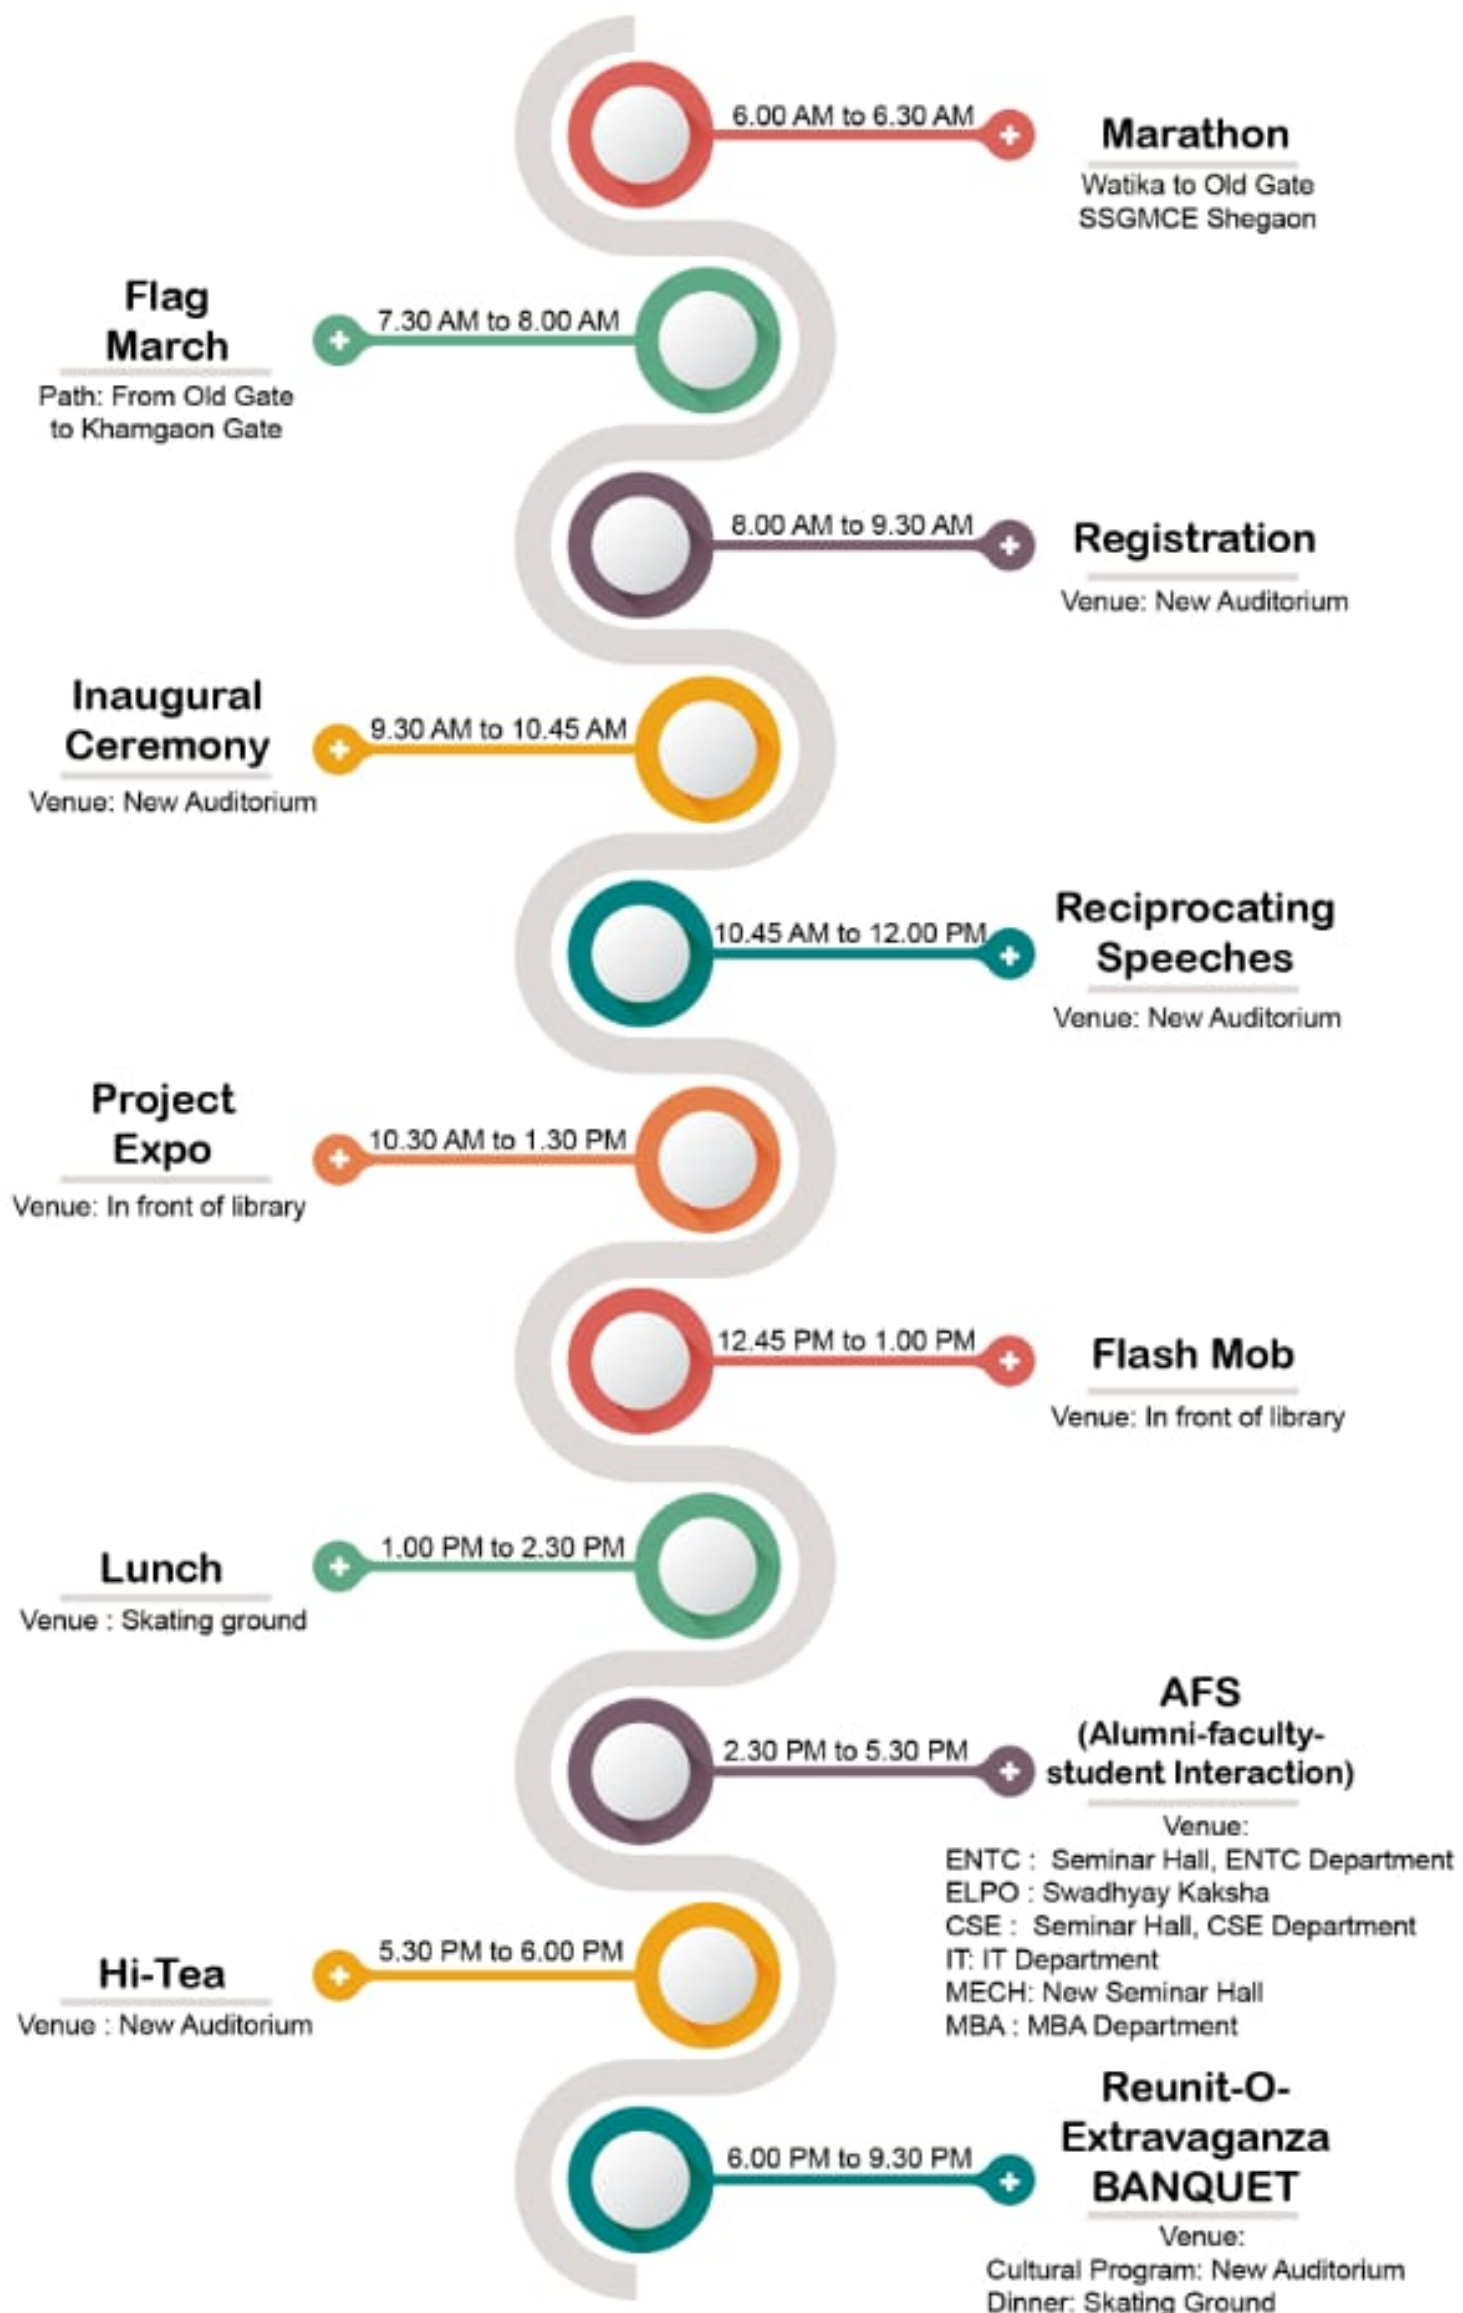 6.00 AM to 6.30 AM
Marathon
Watika to Old Gate
SSGMCE Shegaon
Flag
March
7.30 AM to 8.00 AM
Path: From Old Gate
to Khamgaon Gate
8.00 AM to 9.30 AM
Registration
Venue: New Auditorium
Inaugural
Ceremony
9.30 AM to 10.45 AM
Venue: New Auditorium
10.45 AM to 12.00 PM
Reciprocating
Speeches
Venue: New Auditorium
Project
Expo
10.30 AM to 1.30 PM
Venue: In front of library
12.45 PM to 1.00 PM
Flash Mob
Venue: In front of library
1.00 PM to 2.30 PM
Lunch
Venue : Skating ground
2.30 PM to 5.30 PM
AFS
(Alumni-faculty-
student Interaction)
Venue:
ENTC : Seminar Hall, ENTC Department
ELPO : Swadhyay Kaksha
CSE : Seminar Hall, CSE Department
IT: IT Department
MECH: New Seminar Hall
MBA : MBA Department
5.30 PM to 6.00 PM
Hi-Tea
Venue : New Auditorium
6.00 PM to 9.30 PM
Reunit-O-
Extravaganza
BANQUET
Venue:
Cultural Program: New Auditorium
Dinner: Skating Ground